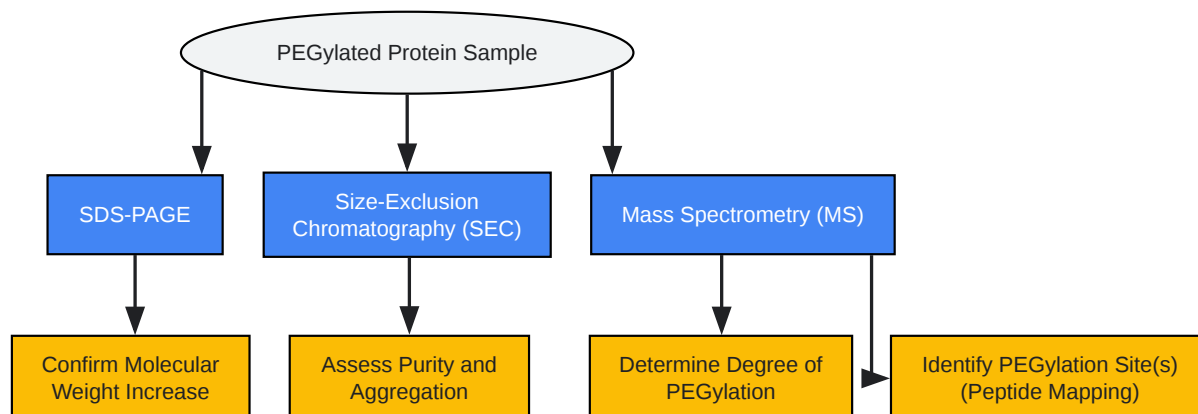 PEGylated Protein Sample
SDS-PAGE
Size-Exclusion
Chromatography (SEC)
Mass Spectrometry (MS)
Confirm Molecular
Weight Increase
Assess Purity and
Aggregation
Determine Degree of
PEGylation
Identify PEGylation Site(s)
(Peptide Mapping)